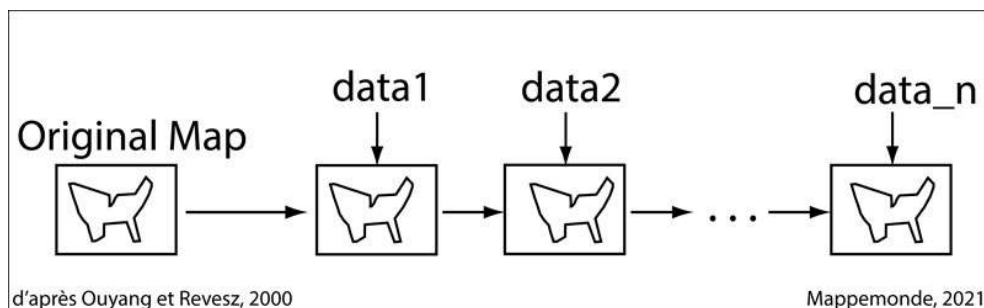 data1
data2
data_n
Original Map
...
d'après Ouyang et Revesz, 2000
Mappemonde, 2021